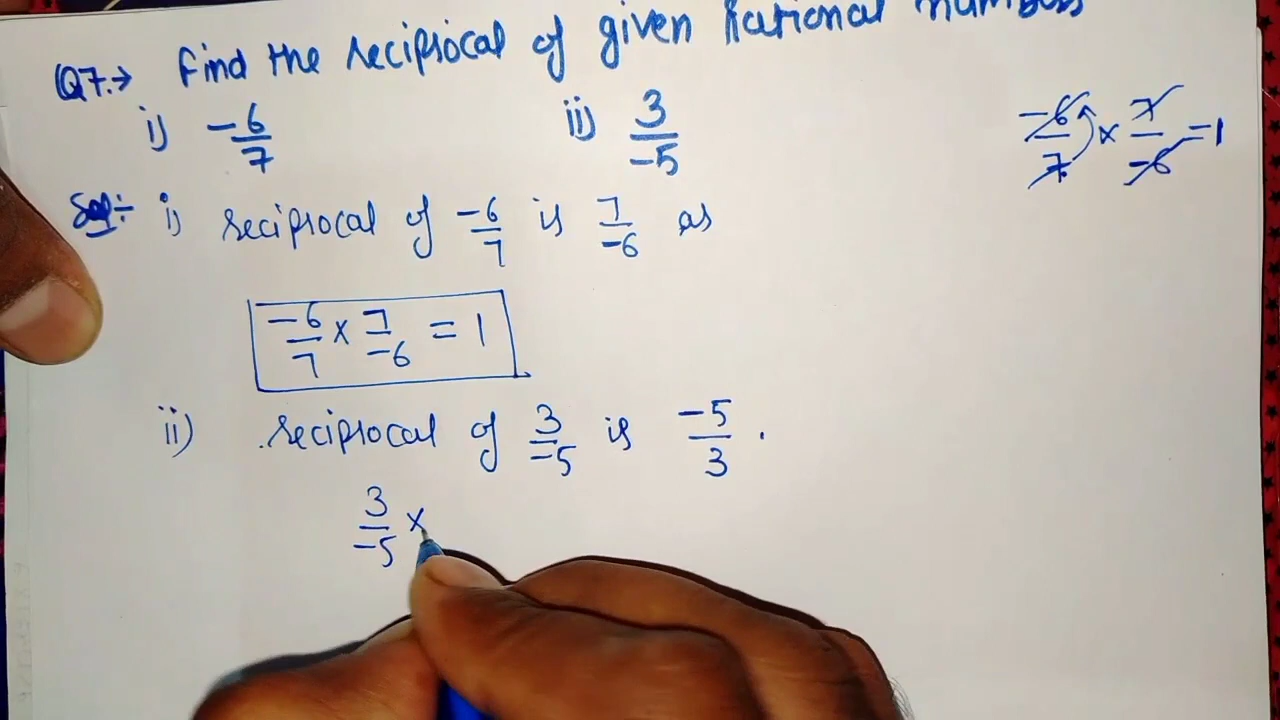 Q7.→ Find the reciprocal of given Rational numbers
i) -6/7 ii) 3/-5
-6/7 × 7/-6 = 1
Sol:- i) reciprocal of -6/7 is 7/-6 as
-6/7 × 7/-6 = 1
ii) reciprocal of 3/-5 is -5/3.
3/-5 ×